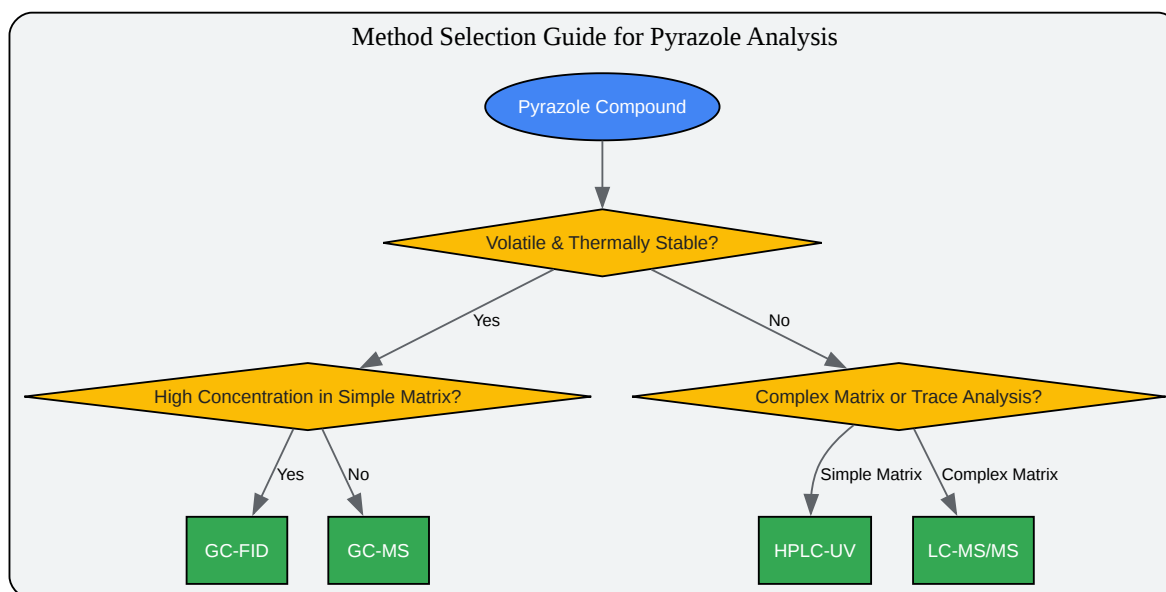 Method Selection Guide for Pyrazole Analysis
Pyrazole Compound
Volatile & Thermally Stable?
Yes
No
High Concentration in Simple Matrix?
Complex Matrix or Trace Analysis?
Yes
No
Simple Matrix
Complex Matrix
GC-FID
GC-MS
HPLC-UV
LC-MS/MS